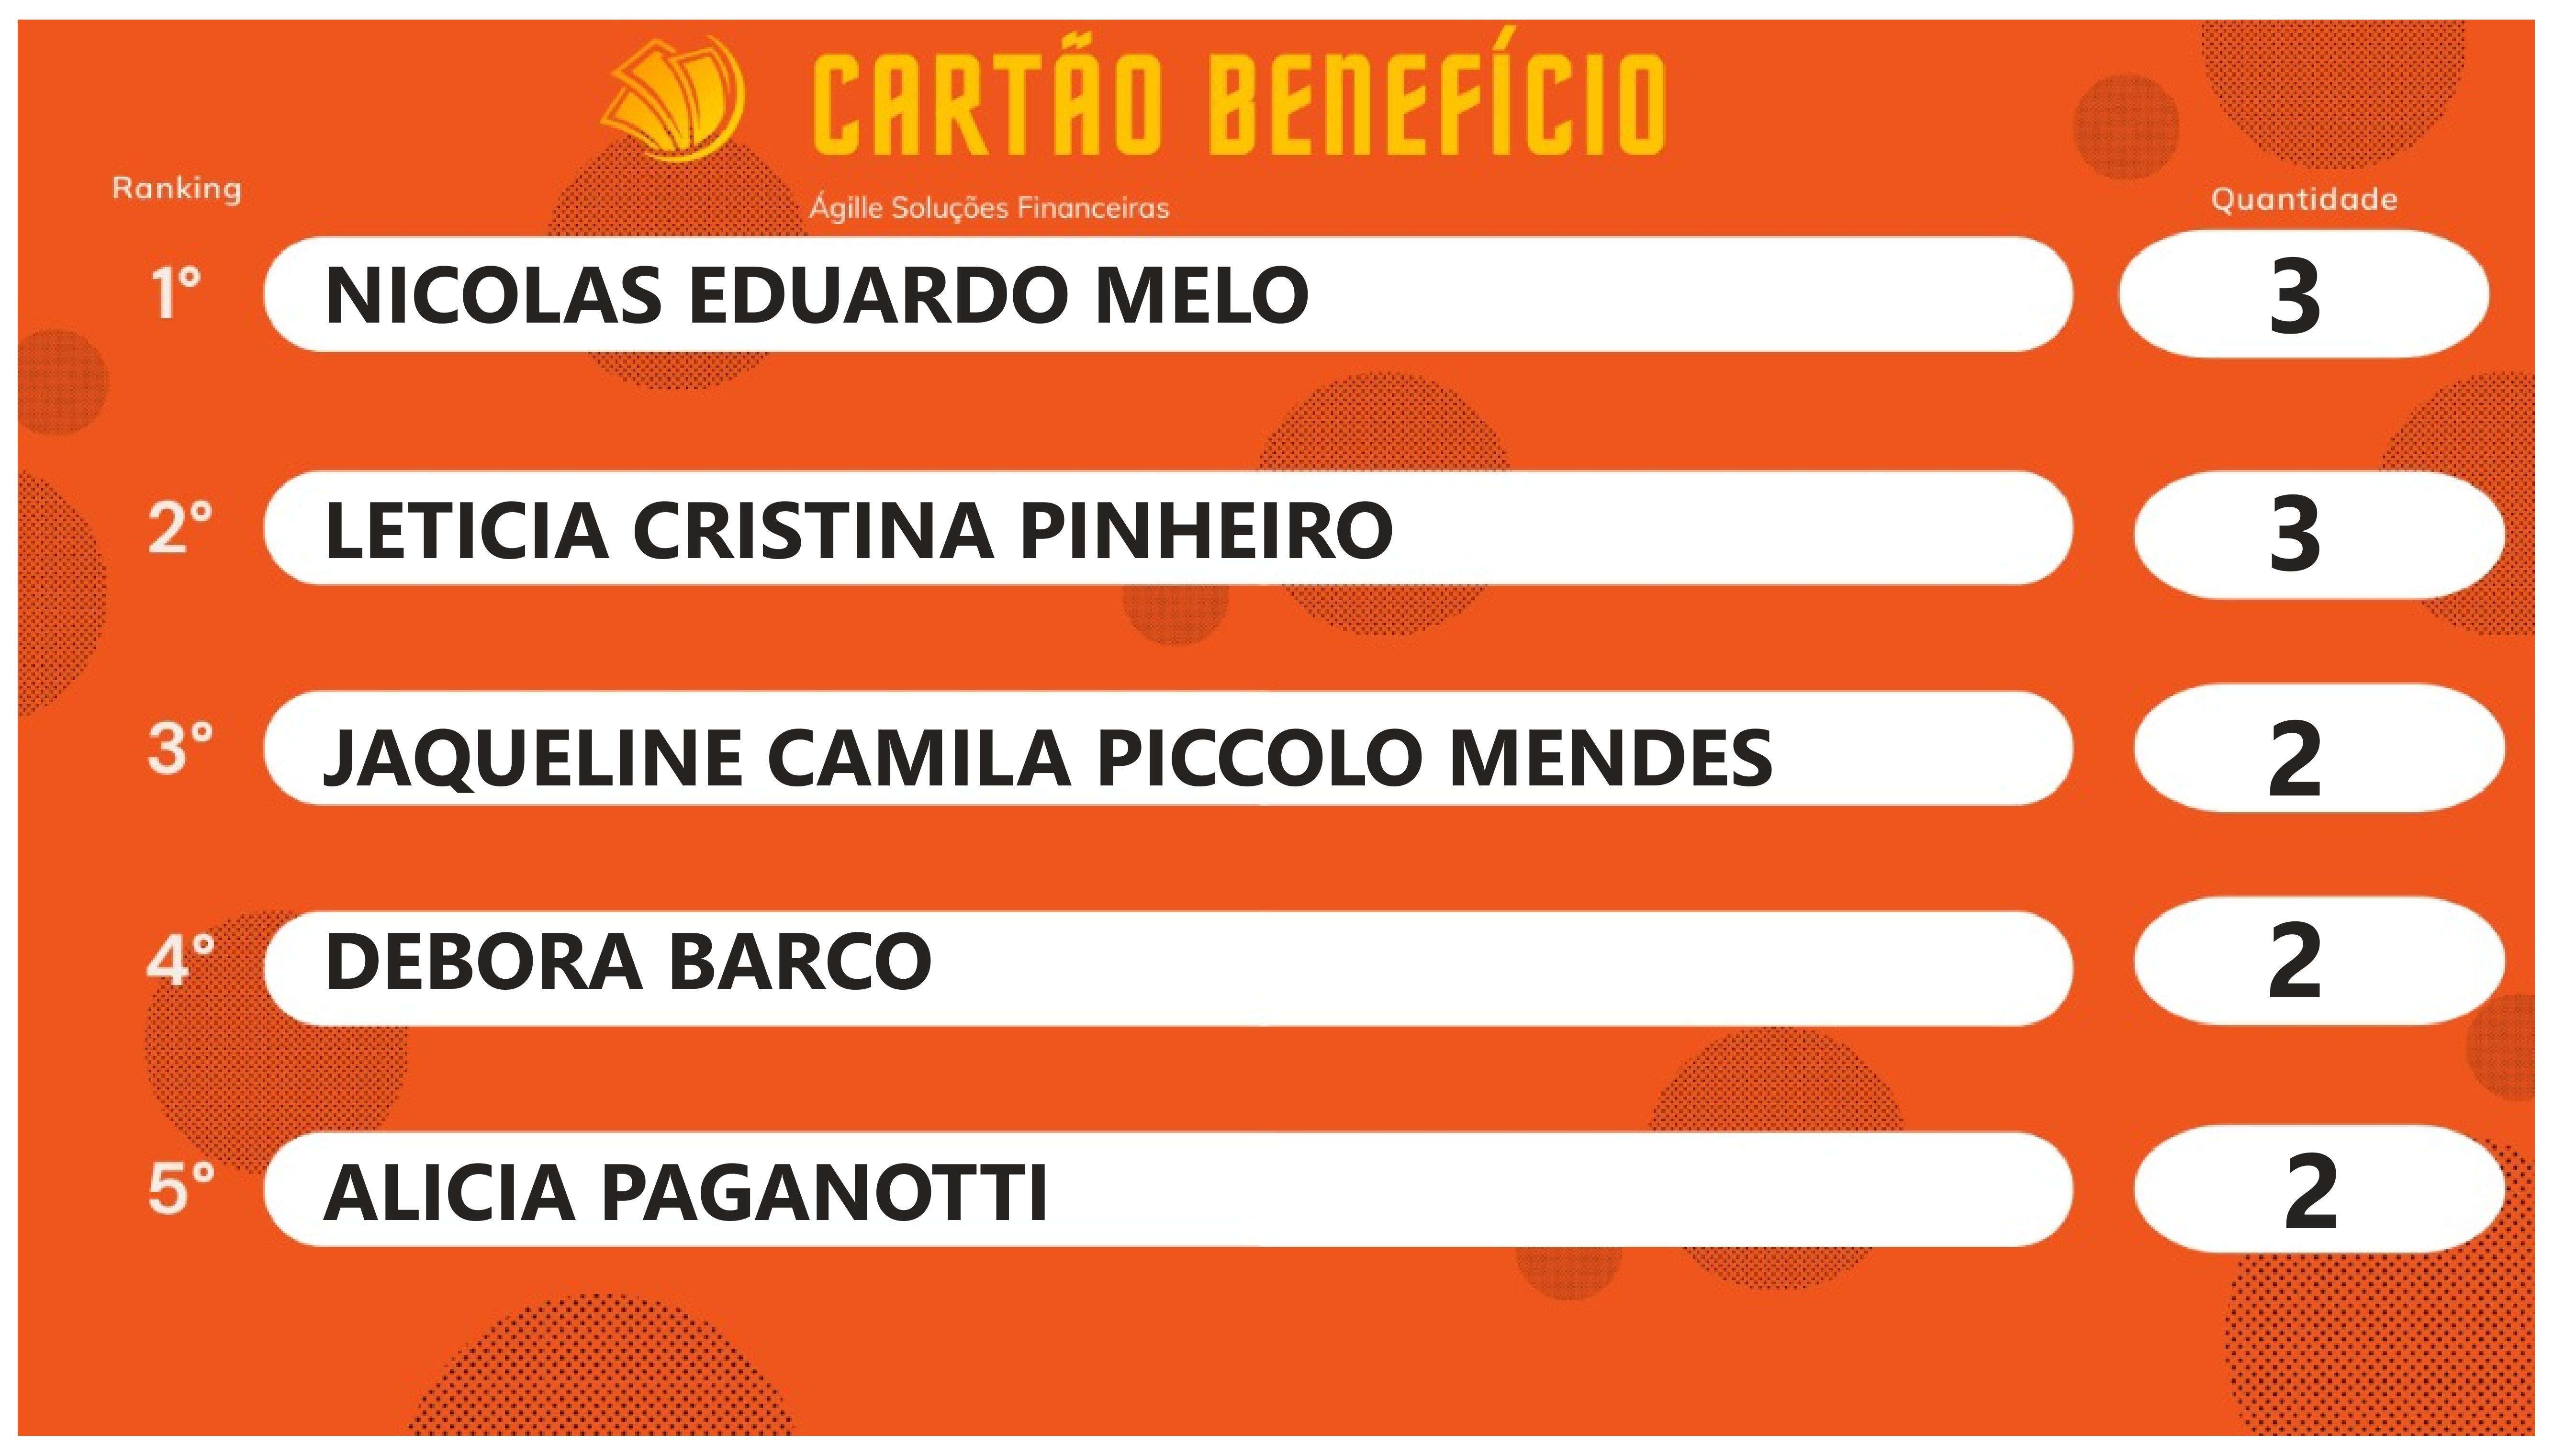 CARTÃO BENEFÍCIO
Ranking
Ágille Soluções Financeiras
Quantidade
1° NICOLAS EDUARDO MELO 3
2° LETICIA CRISTINA PINHEIRO 3
3° JAQUELINE CAMILA PICCOLO MENDES 2
4° DEBORA BARCO 2
5° ALICIA PAGANOTTI 2